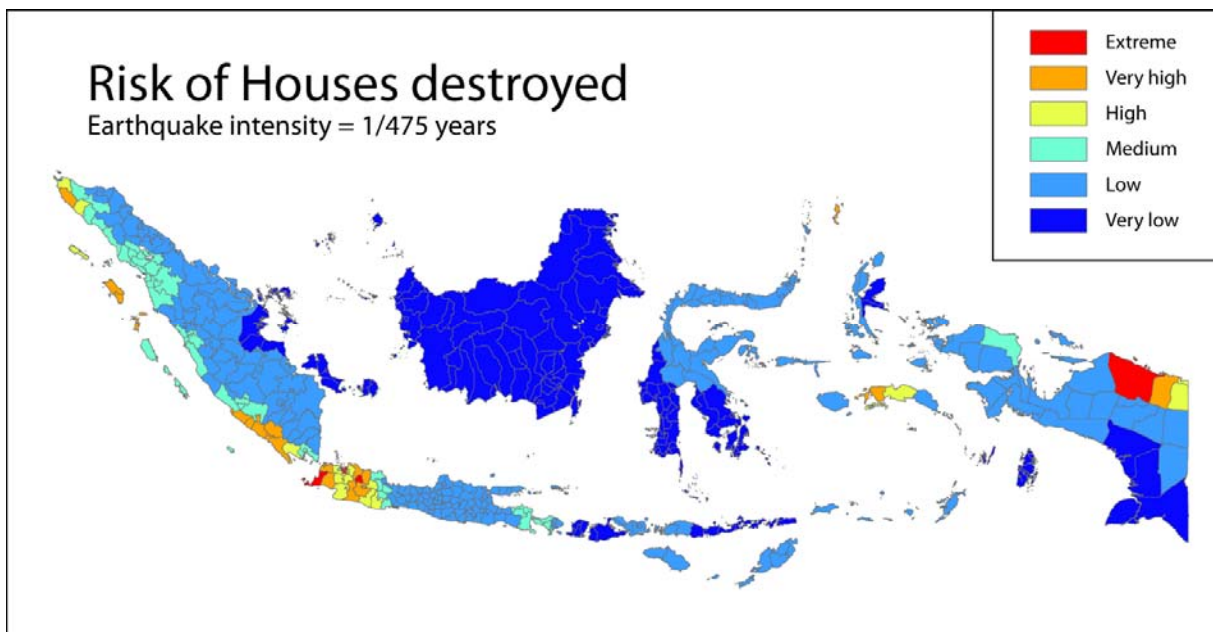 Risk of Houses destroyed
Earthquake intensity = 1/475 years
Extreme
Very high
High
Medium
Low
Very low